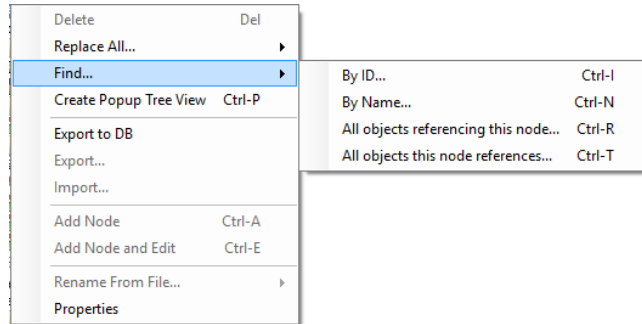 Delete Del
Replace All...
Find...
Create Popup Tree View Ctrl-P
Export to DB
Export...
Import...
Add Node Ctrl-A
Add Node and Edit Ctrl-E
Rename From File...
Properties
By ID... Ctrl-I
By Name... Ctrl-N
All objects referencing this node... Ctrl-R
All objects this node references... Ctrl-T